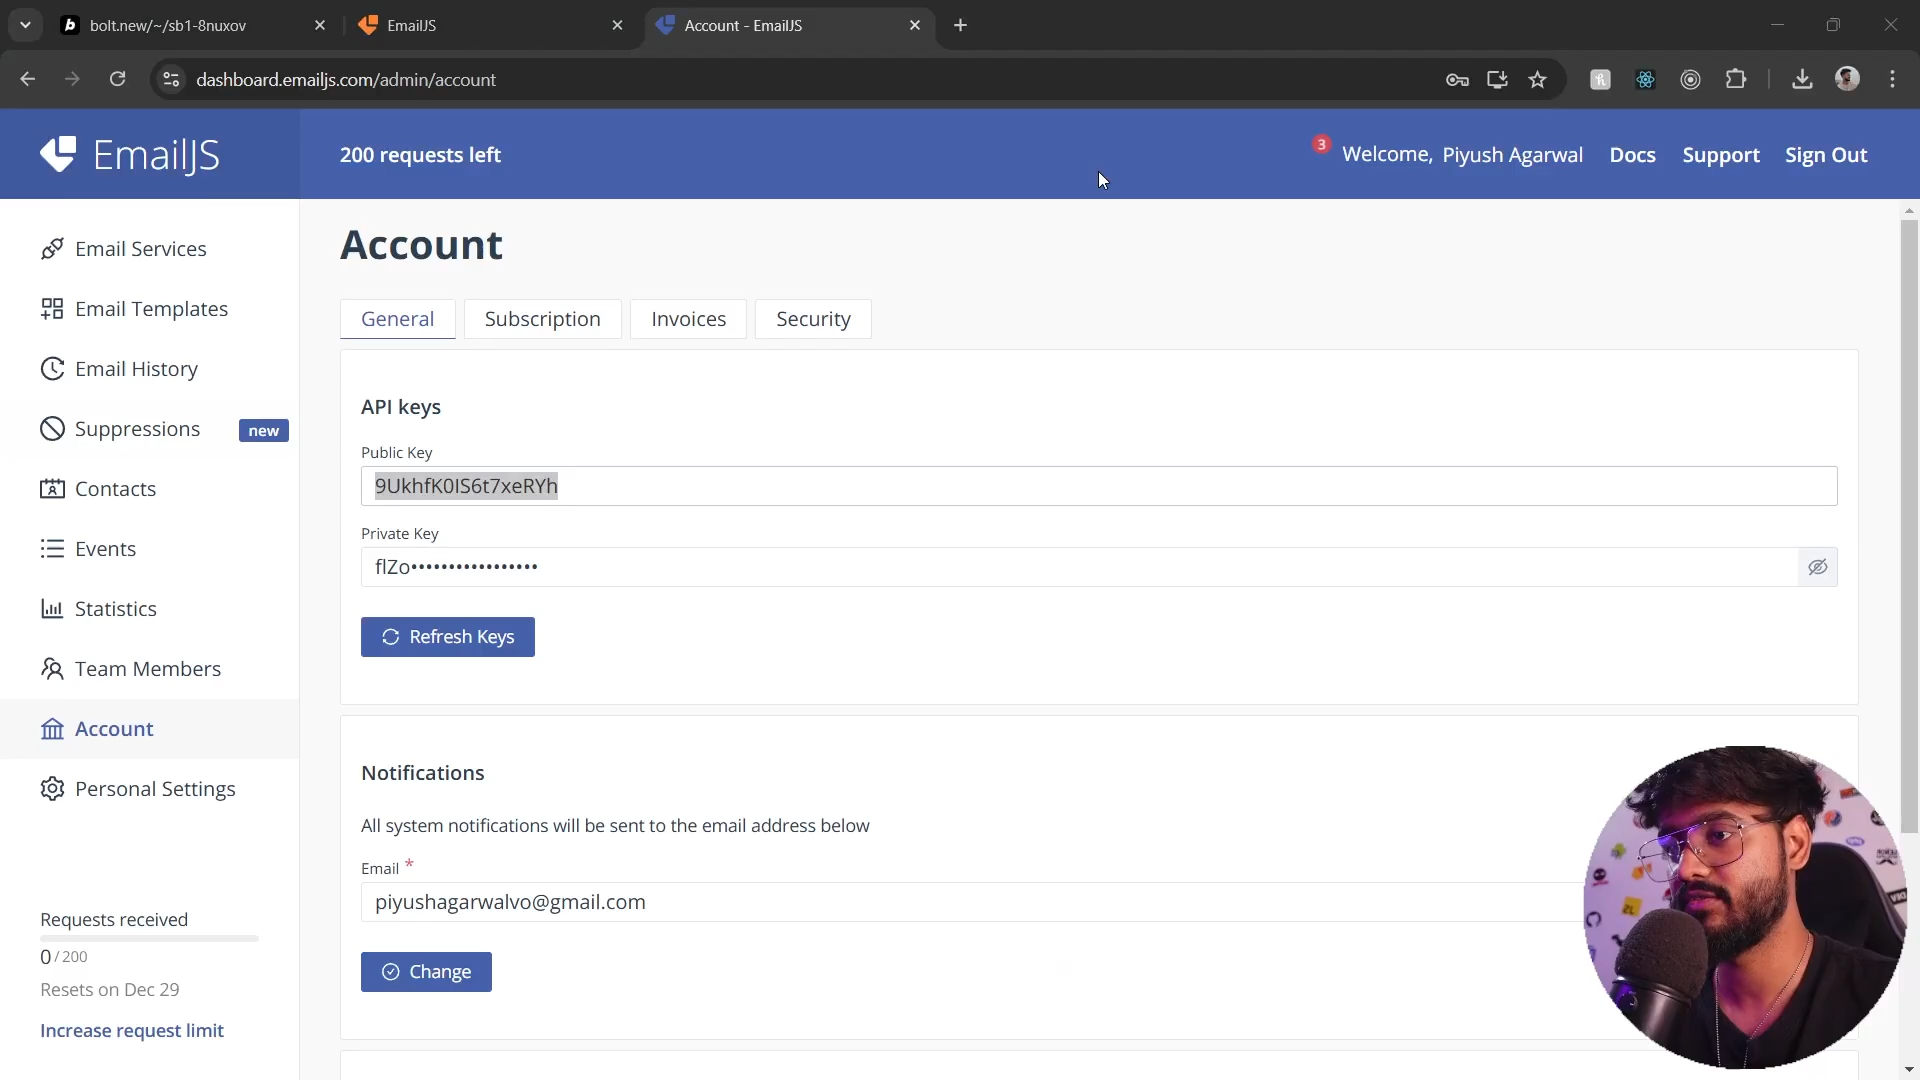 bolt.new/~/sb1-8nuxov
EmailJS
Account - EmailJS
dashboard.emailjs.com/admin/account
EmailJS
200 requests left
3
Welcome, Piyush Agarwal
Docs
Support
Sign Out
Email Services
Email Templates
Email History
Suppressions
new
Contacts
Events
Statistics
Team Members
Account
Personal Settings
Requests received
0/200
Resets on Dec 29
Increase request limit
Account
General
Subscription
Invoices
Security
API keys
Public Key
9UkhfK0IS6t7xeRYh
Private Key
flZo•••••••••••••••••
Refresh Keys
Notifications
All system notifications will be sent to the email address below
Email *
piyushagarwalvo@gmail.com
Change